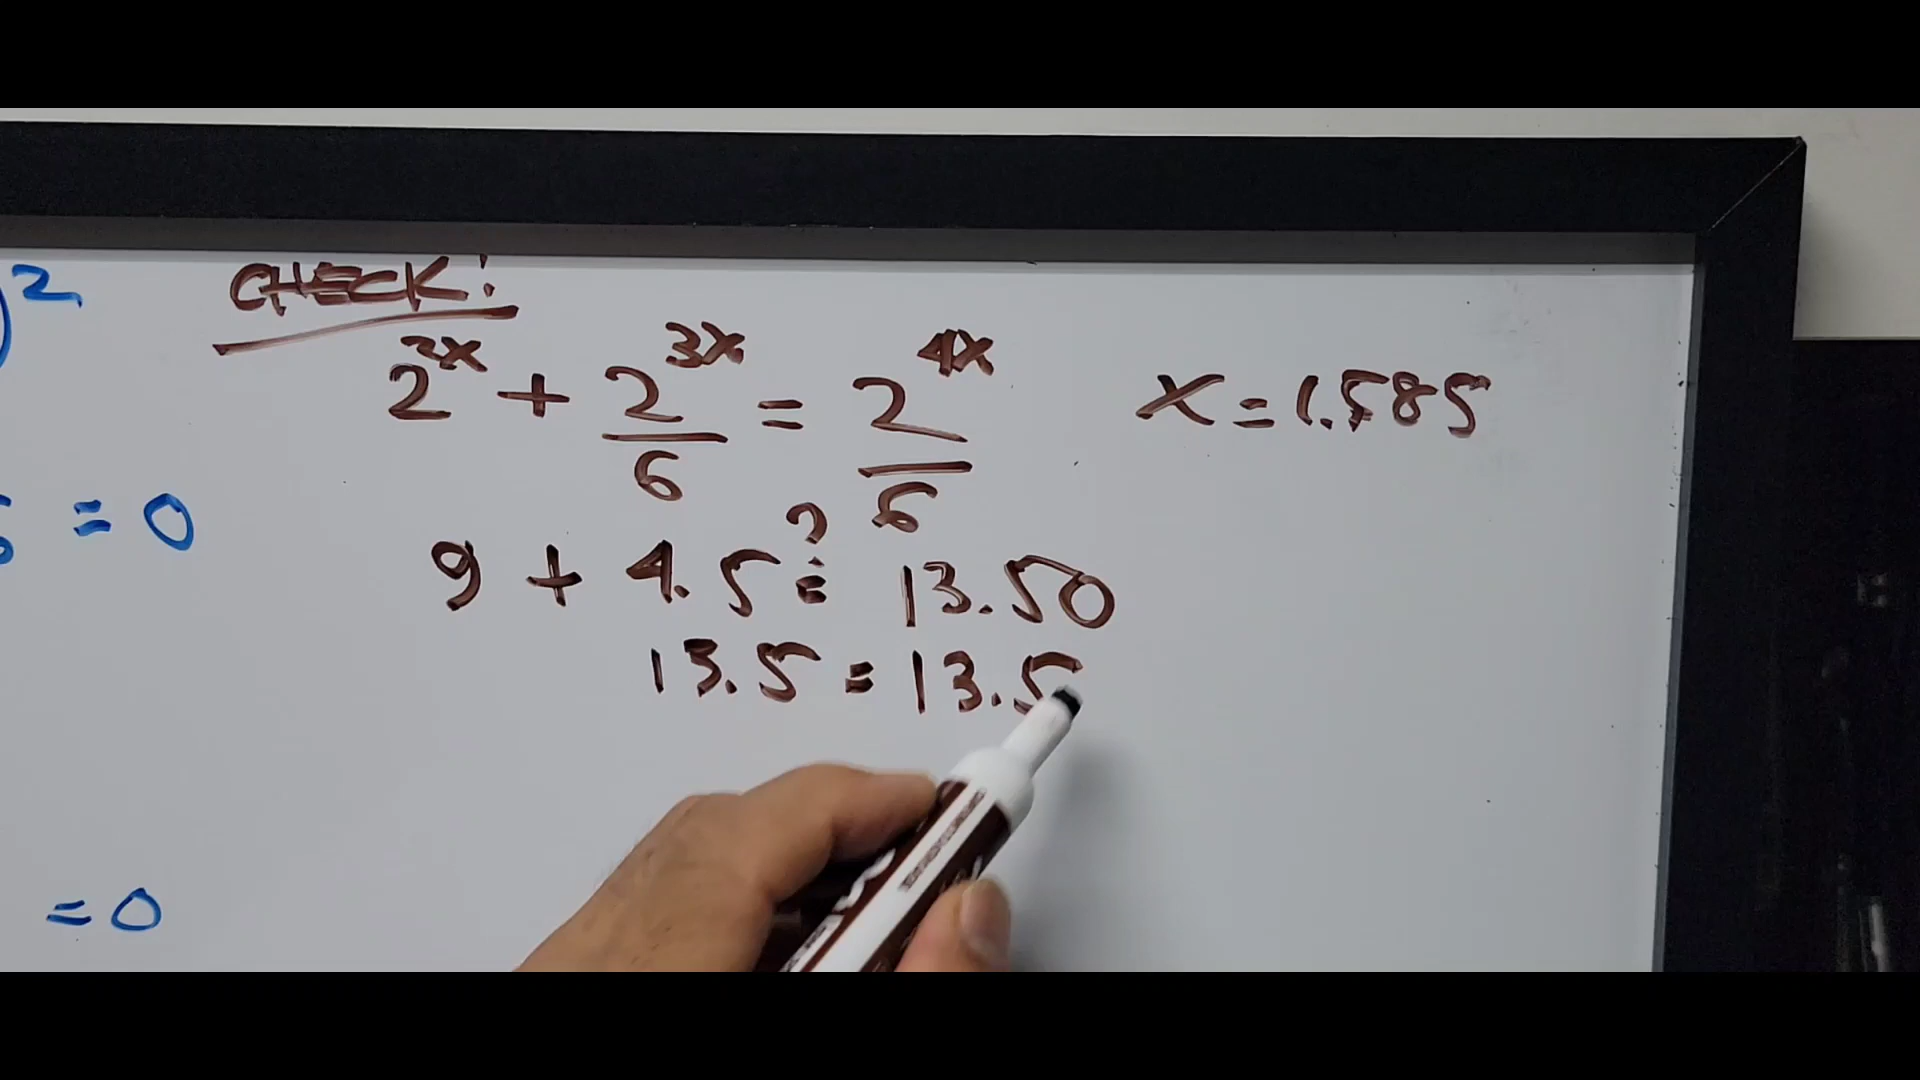 )²
CHECK:
2^2x + 2^3x/6 = 2^4x/6
x = 1.585
= 0
9 + 4.5 ≟ 13.50
13.5 = 13.5
= 0